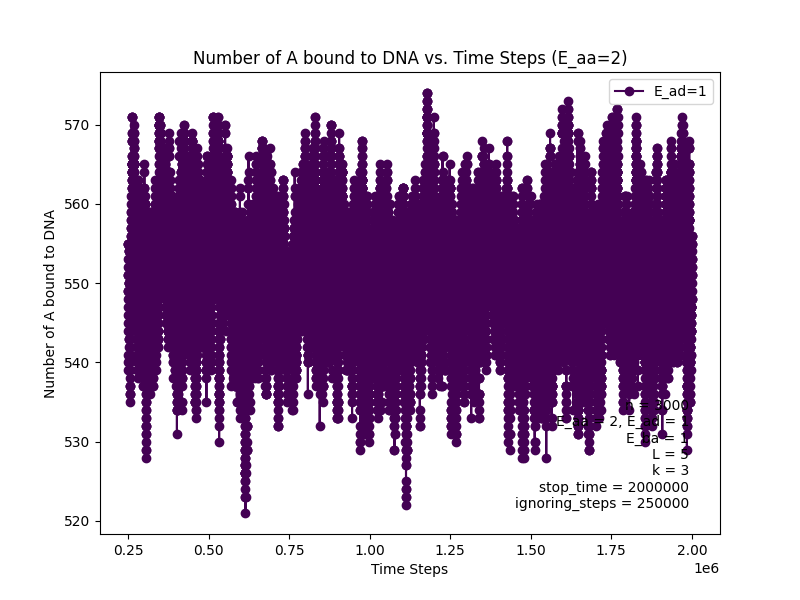 Number of A bound to DNA vs. Time Steps (E_aa=2)
E_ad=1
Number of A bound to DNA
570
560
550
540
530
520
= 3000
E_aa = 2, E_ad =
E_ba = 1
L = 5
k = 3
stop_time = 2000000
ignoring_steps = 250000
0.25
0.50
0.75
1.00
1.25
1.50
1.75
2.00
1e6
Time Steps